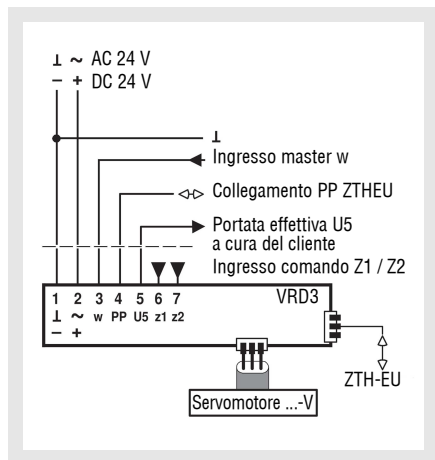 ⊥ ~ AC 24 V
– + DC 24 V
⊥
Ingresso master w
Collegamento PP ZTHEU
Portata effettiva U5
a cura del cliente
Ingresso comando Z1 / Z2
1 2 3 4 5 6 7 VRD3
⊥ ~ w PP U5 z1 z2
– +
ZTH-EU
Servomotore ...-V